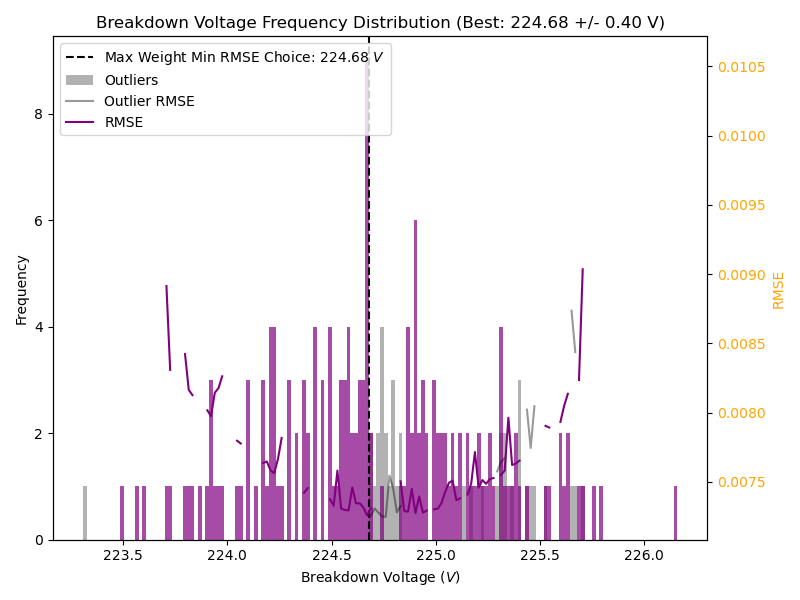 Breakdown Voltage Frequency Distribution (Best: 224.68 +/- 0.40 V)
Max Weight Min RMSE Choice: 224.68 V
Outliers
Outlier RMSE
RMSE
Frequency
0
2
4
6
8
223.5
224.0
224.5
225.0
225.5
226.0
Breakdown Voltage (V)
0.0105
0.0100
0.0095
0.0090
0.0085
0.0080
0.0075
RMSE